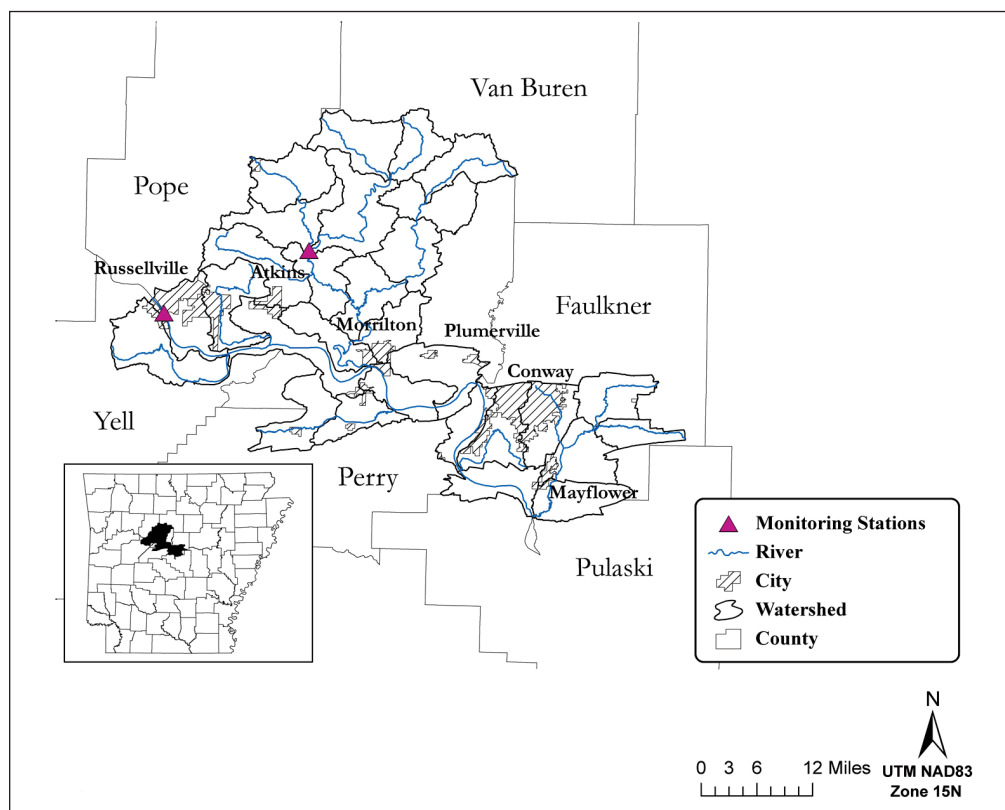 Van Buren
Pope
Russellville
Atkins
Faulkner
Morrilton
Plumerville
Conway
Yell
Perry
Mayflower
Pulaski
Monitoring Stations
River
City
Watershed
County
N
0 3 6 12 Miles
UTM NAD83
Zone 15N